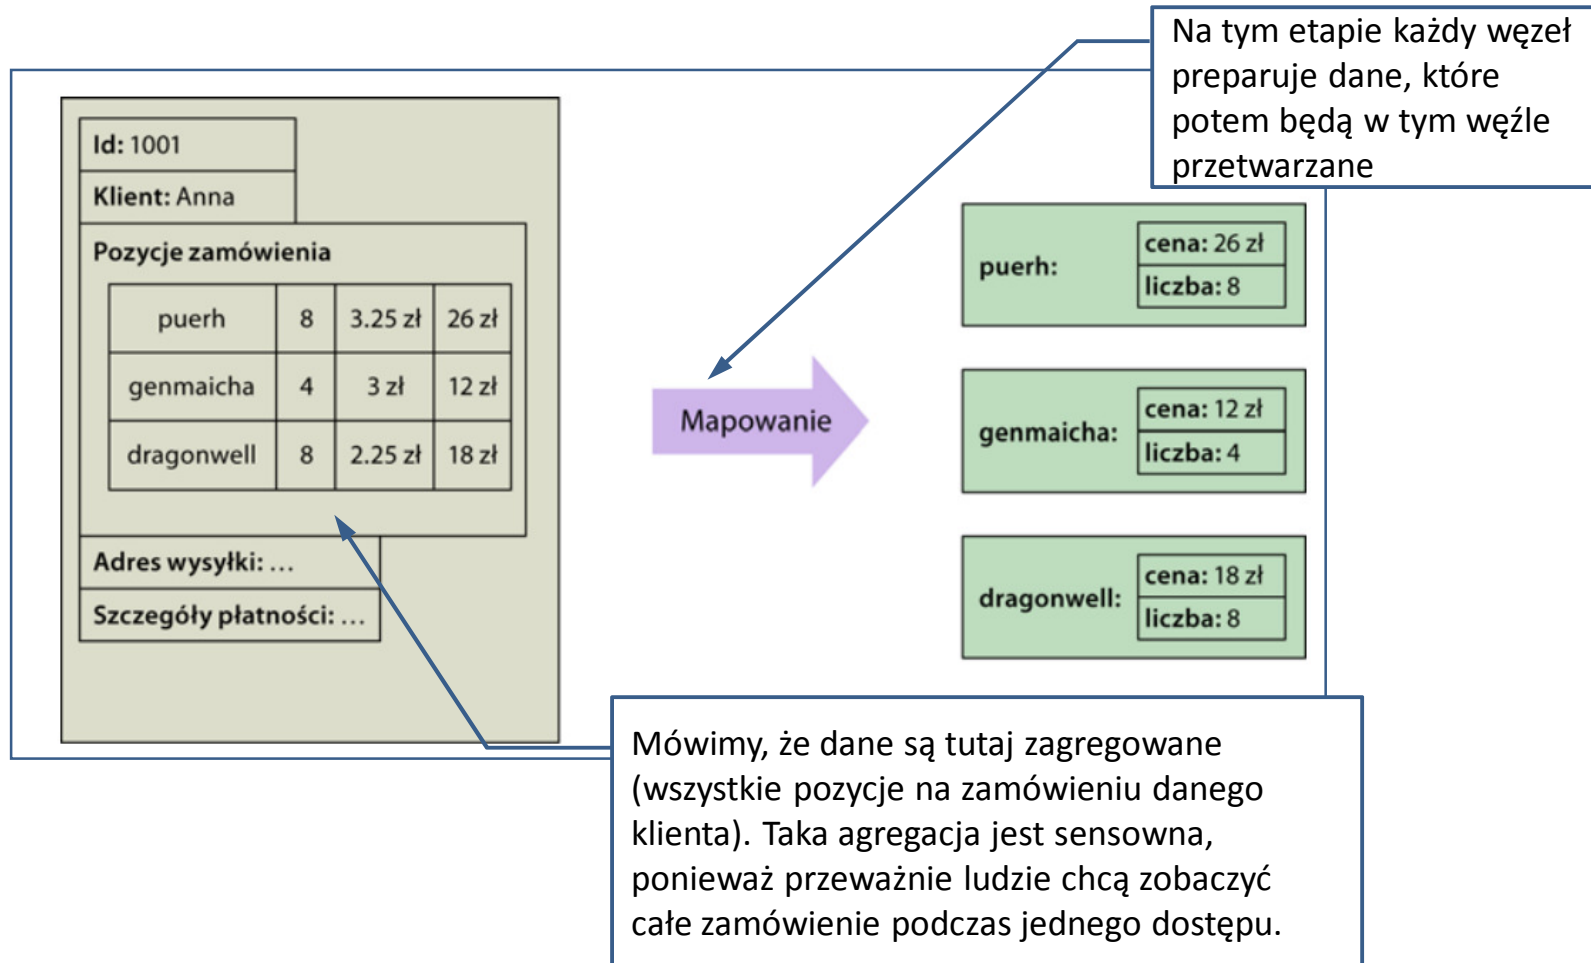 Na tym etapie każdy węzeł
preparuje dane, które
potem będą w tym węźle
przetwarzane
Id: 1001
Klient: Anna
Pozycje zamówienia
puerh 8 3.25 zł 26 zł
genmaicha 4 3 zł 12 zł
dragonwell 8 2.25 zł 18 zł
Adres wysyłki: ...
Szczegóły płatności: ...
Mapowanie
puerh:
cena: 26 zł
liczba: 8
genmaicha:
cena: 12 zł
liczba: 4
dragonwell:
cena: 18 zł
liczba: 8
Mówimy, że dane są tutaj zagregowane
(wszystkie pozycje na zamówieniu danego
klienta). Taka agregacja jest sensowna,
ponieważ przeważnie ludzie chcą zobaczyć
całe zamówienie podczas jednego dostępu.